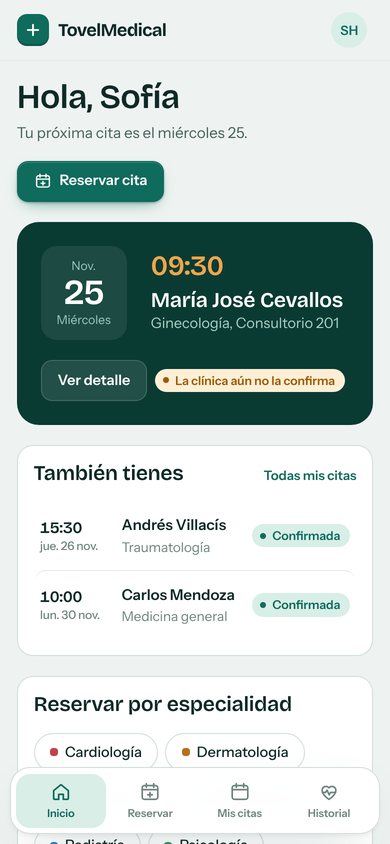 TovelMedical
SH
Hola, Sofía
Tu próxima cita es el miércoles 25.
Reservar cita
Nov.
25
Miércoles
09:30
María José Cevallos
Ginecología, Consultorio 201
Ver detalle
La clínica aún no la confirma
También tienes
Todas mis citas
15:30
jue. 26 nov.
Andrés Villacís
Traumatología
Confirmada
10:00
lun. 30 nov.
Carlos Mendoza
Medicina general
Confirmada
Reservar por especialidad
Cardiología
Dermatología
Inicio
Reservar
Mis citas
Historial